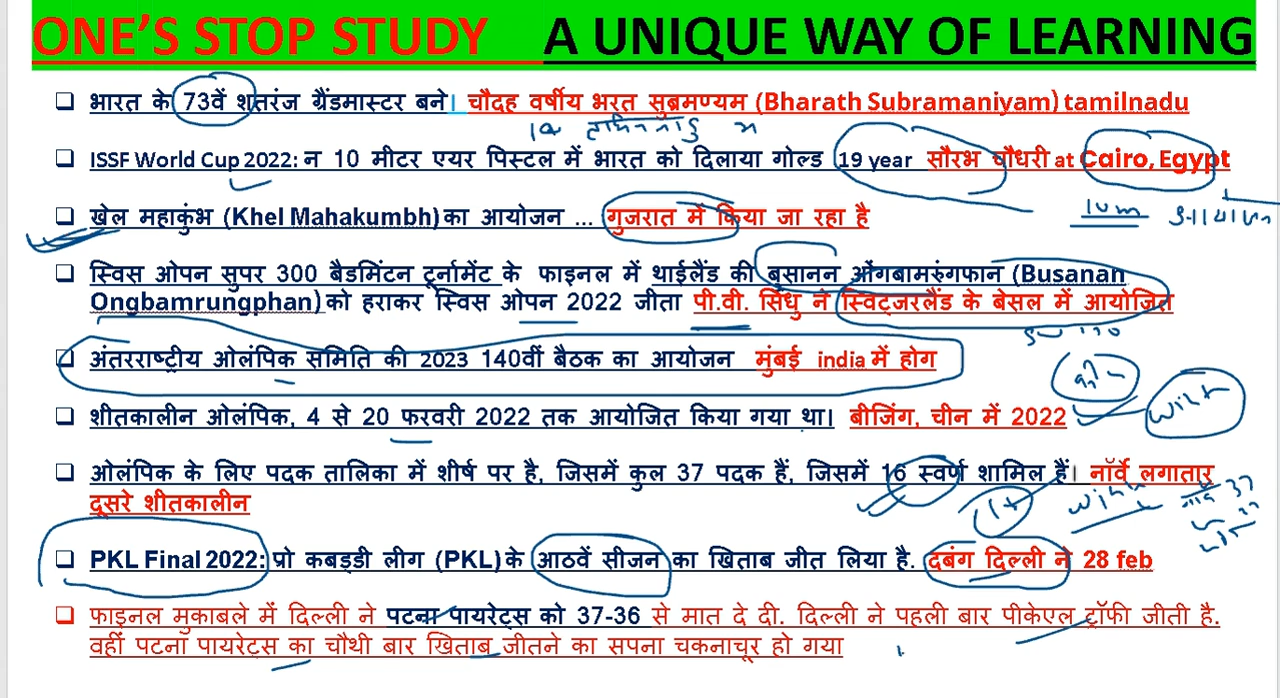 ONE'S STOP STUDY A UNIQUE WAY OF LEARNING
भारत के 73वें शतरंज ग्रैंडमास्टर बने। चौदह वर्षीय भरत सुब्रमण्यम (Bharath Subramaniyam) tamilnadu
ISSF World Cup 2022: न 10 मीटर एयर पिस्टल में भारत को दिलाया गोल्ड 19 year सौरभ चौधरी at Cairo, Egypt
10m
खेल महाकुंभ (Khel Mahakumbh) का आयोजन ... गुजरात में किया जा रहा है
स्विस ओपन सुपर 300 बैडमिंटन टूर्नामेंट के फाइनल में थाईलैंड की बुसानन ओंगबामरुंगफान (Busanan
Ongbamrungphan) को हराकर स्विस ओपन 2022 जीता पी.वी. सिंधु ने स्विट्जरलैंड के बेसल में आयोजित
अंतरराष्ट्रीय ओलंपिक समिति की 2023 140वीं बैठक का आयोजन मुंबई india में होग
शीतकालीन ओलंपिक, 4 से 20 फरवरी 2022 तक आयोजित किया गया था। बीजिंग, चीन में 2022
ओलंपिक के लिए पदक तालिका में शीर्ष पर है, जिसमें कुल 37 पदक हैं, जिसमें 16 स्वर्ण शामिल हैं। नॉर्वे लगातार
दूसरे शीतकालीन
37
PKL Final 2022: प्रो कबड्डी लीग (PKL) के आठवें सीजन का खिताब जीत लिया है. दबंग दिल्ली ने 28 feb
फाइनल मुकाबले में दिल्ली ने पटना पायरेट्स को 37-36 से मात दे दी. दिल्ली ने पहली बार पीकेएल ट्रॉफी जीती है.
वहीं पटना पायरेट्स का चौथी बार खिताब जीतने का सपना चकनाचूर हो गया